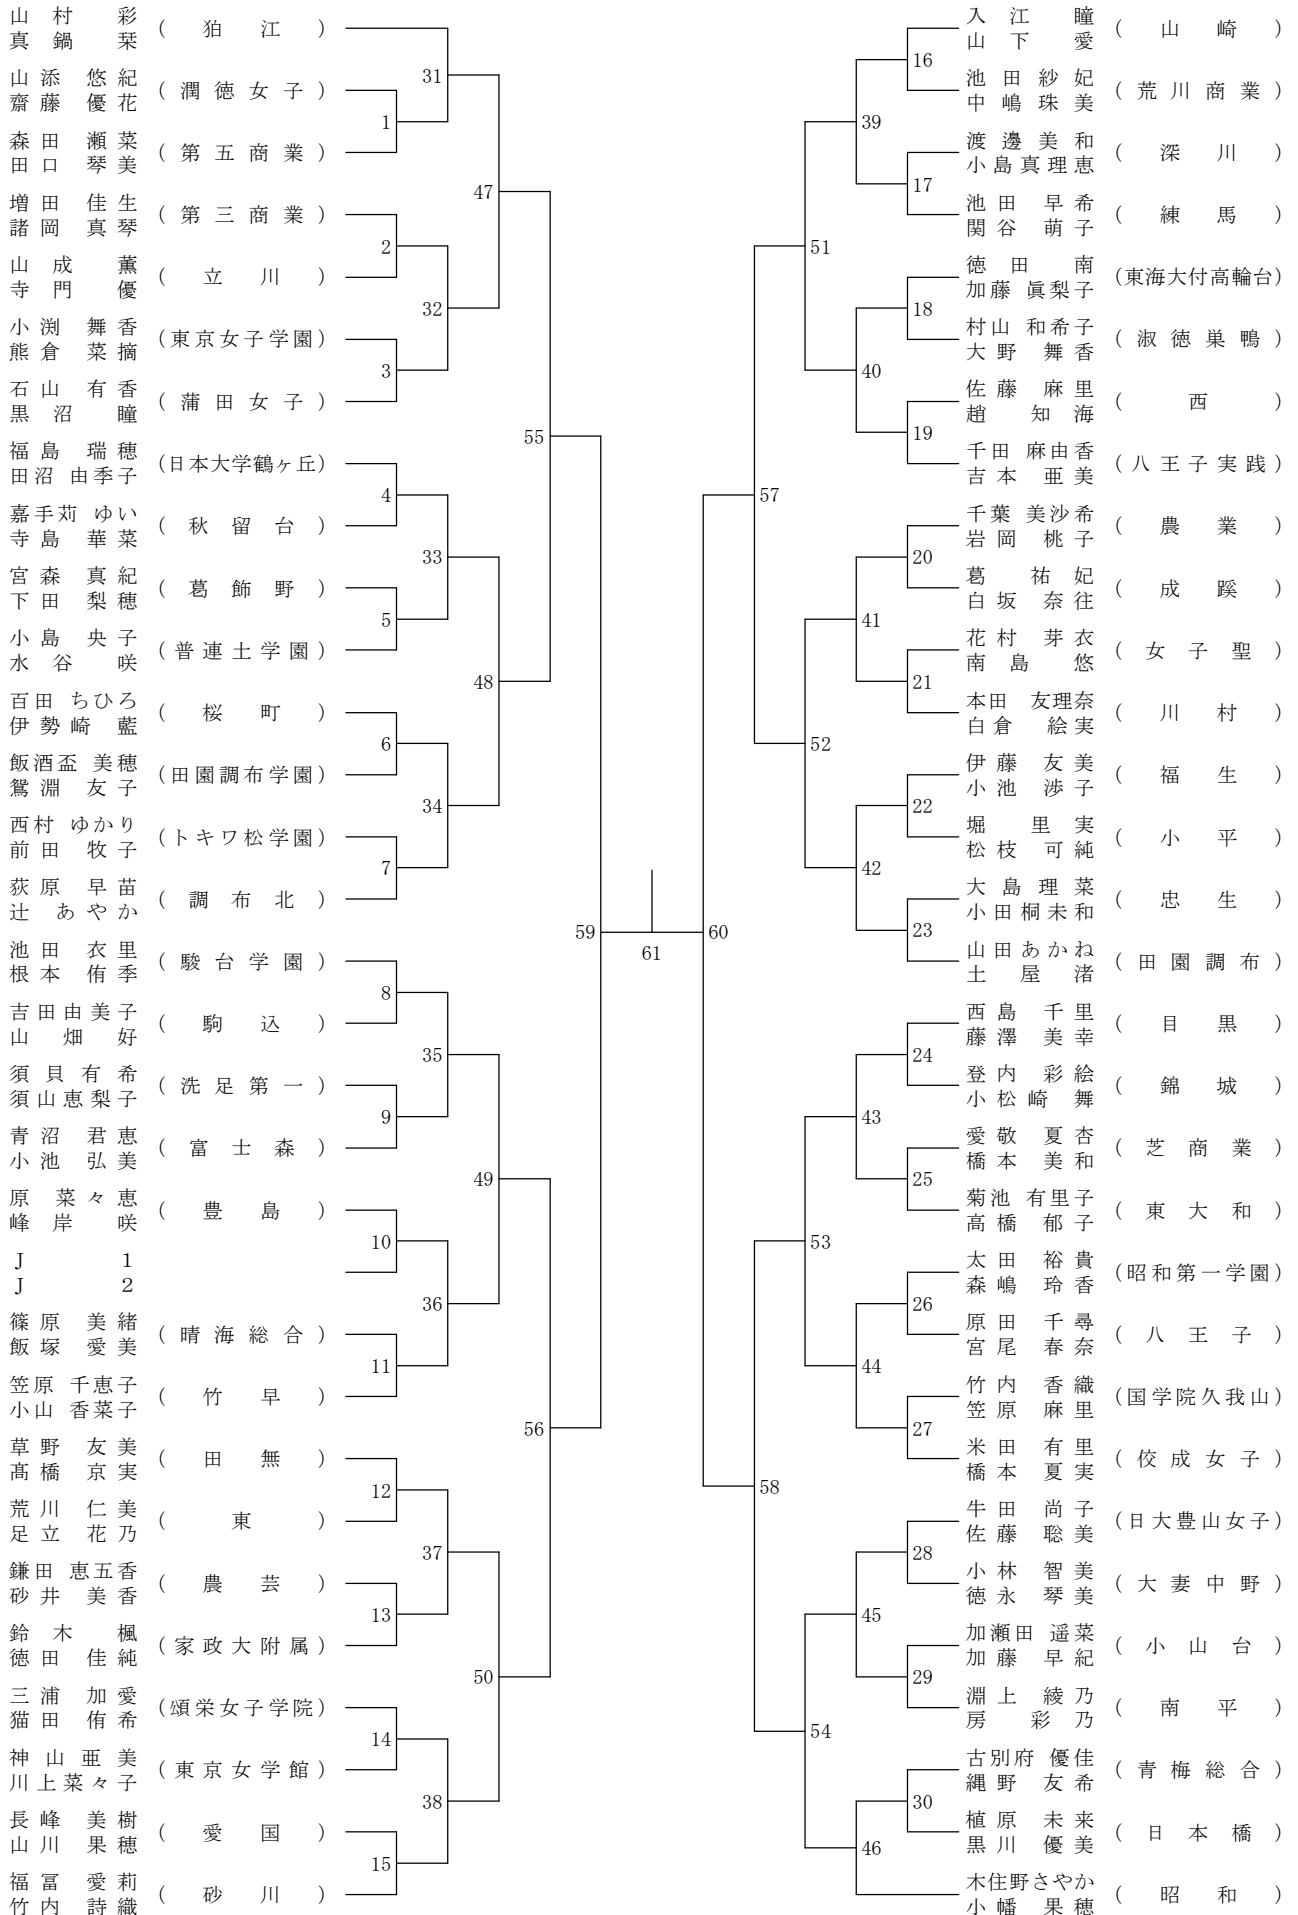 山村 彩
真鍋 栞
(狛江)
山添 悠紀
齋藤 優花
(潤徳女子)
森田 瀬菜
田口 琴美
(第五商業)
増田 佳生
諸岡 真琴
(第三商業)
山成 薫
寺門 優
(立川)
小渕 舞香
熊倉 菜摘
(東京女子学園)
石山 有香
黒沼 瞳
(蒲田女子)
福島 瑞穂
田沼 由季子
(日本大学鶴ヶ丘)
嘉手苅 ゆい
寺島 華菜
(秋留台)
宮森 真紀
下田 梨穂
(葛飾野)
小島 央子
水谷 咲
(普連土学園)
百田 ちひろ
伊勢崎 藍
(桜町)
飯酒盃 美穂
鴛淵 友子
(田園調布学園)
西村 ゆかり
前田 牧子
(トキワ松学園)
荻原 早苗
辻 あやか
(調布北)
池田 衣里
根本 侑季
(駿台学園)
吉田由美子
山畑好
(駒込)
須貝有希
須山恵梨子
(洗足第一)
青沼 君恵
小池 弘美
(富士森)
原 菜々恵
峰岸 咲
(豊島)
J 1
J 2
篠原 美緒
飯塚 愛美
(晴海総合)
笠原 千恵子
小山 香菜子
(竹早)
草野 友美
髙橋 京実
(田無)
荒川 仁美
足立 花乃
(東)
鎌田 恵五香
砂井 美香
(農芸)
鈴木 楓
徳田 佳純
(家政大附属)
三浦 加愛
猫田 侑希
(頌栄女子学院)
神山亜美
川上菜々子
(東京女学館)
長峰 美樹
山川 果穂
(愛国)
福冨 愛莉
竹内 詩織
(砂川)
1
2
3
4
5
6
7
8
9
10
11
12
13
14
15
31
32
33
34
35
36
37
38
47
48
49
50
55
56
59
61
60
57
58
51
52
53
54
39
40
41
42
43
44
45
46
16
17
18
19
20
21
22
23
24
25
26
27
28
29
30
入江 瞳
山下 愛
(山崎)
池田紗妃
中嶋珠美
(荒川商業)
渡邊美和
小島真理恵
(深川)
池田 早希
関谷 萌子
(練馬)
徳田 南
加藤 眞梨子
(東海大付高輪台)
村山 和希子
大野 舞香
(淑徳巣鴨)
佐藤 麻里
趙 知海
(西)
千田 麻由香
吉本 亜美
(八王子実践)
千葉 美沙希
岩岡 桃子
(農業)
葛 祐妃
白坂 奈往
(成蹊)
花村 芽衣
南島 悠
(女子聖)
本田 友理奈
白倉 絵実
(川村)
伊藤 友美
小池 渉子
(福生)
堀 里実
松枝 可純
(小平)
大島理菜
小田桐未和
(忠生)
山田あかね
土屋渚
(田園調布)
西島 千里
藤澤 美幸
(目黒)
登内 彩絵
小松崎 舞
(錦城)
愛敬 夏杏
橋本 美和
(芝商業)
菊池 有里子
高橋 郁子
(東大和)
太田 裕貴
森嶋 玲香
(昭和第一学園)
原田 千尋
宮尾 春奈
(八王子)
竹内 香織
笠原 麻里
(国学院久我山)
米田 有里
橋本 夏実
(佼成女子)
牛田 尚子
佐藤 聡美
(日大豊山女子)
小林 智美
徳永 琴美
(大妻中野)
加瀬田 遥菜
加藤 早紀
(小山台)
淵上 綾乃
房 彩乃
(南平)
古別府 優佳
縄野 友希
(青梅総合)
植原 未来
黒川 優美
(日本橋)
木住野さやか
小幡 果穂
(昭和)